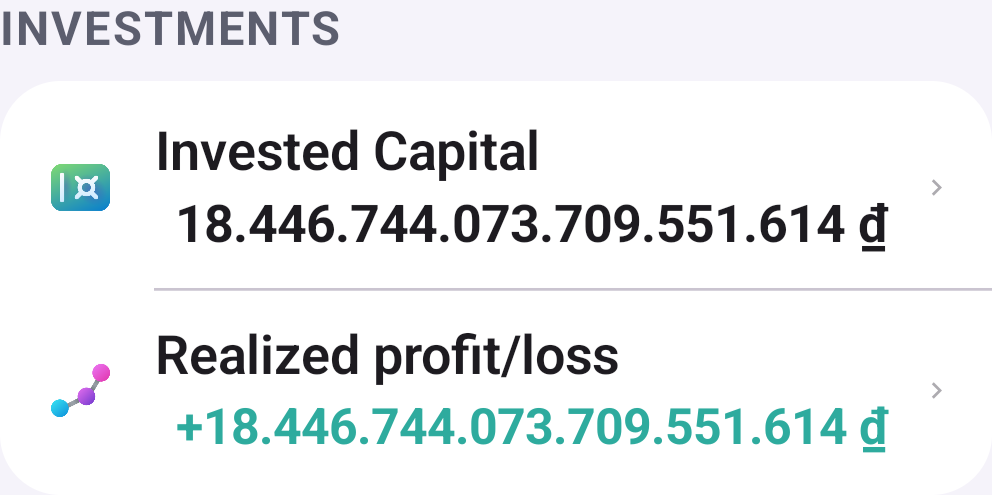 INVESTMENTS
Invested Capital
18.446.744.073.709.551.614 ₫
Realized profit/loss
+18.446.744.073.709.551.614 ₫